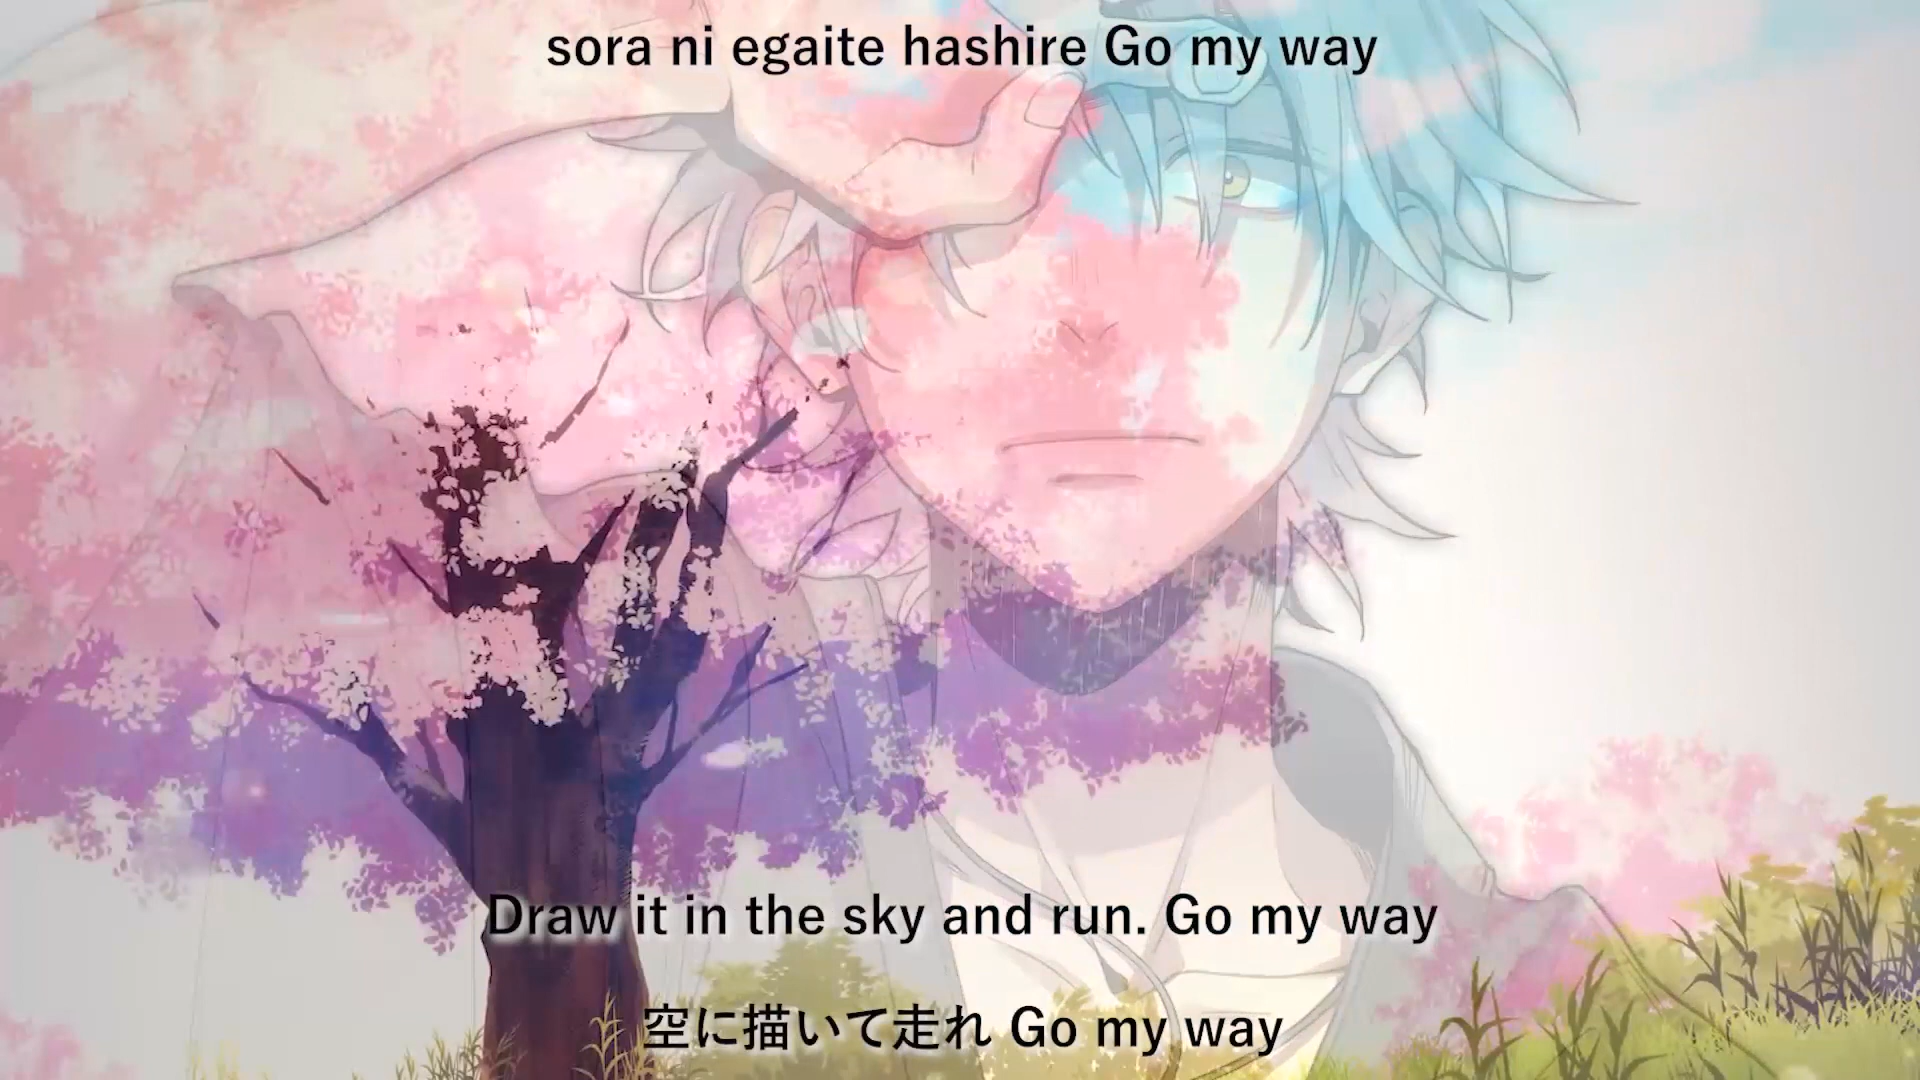 sora ni egaite hashire Go my way
Draw it in the sky and run. Go my way
空に描いて走れ Go my way